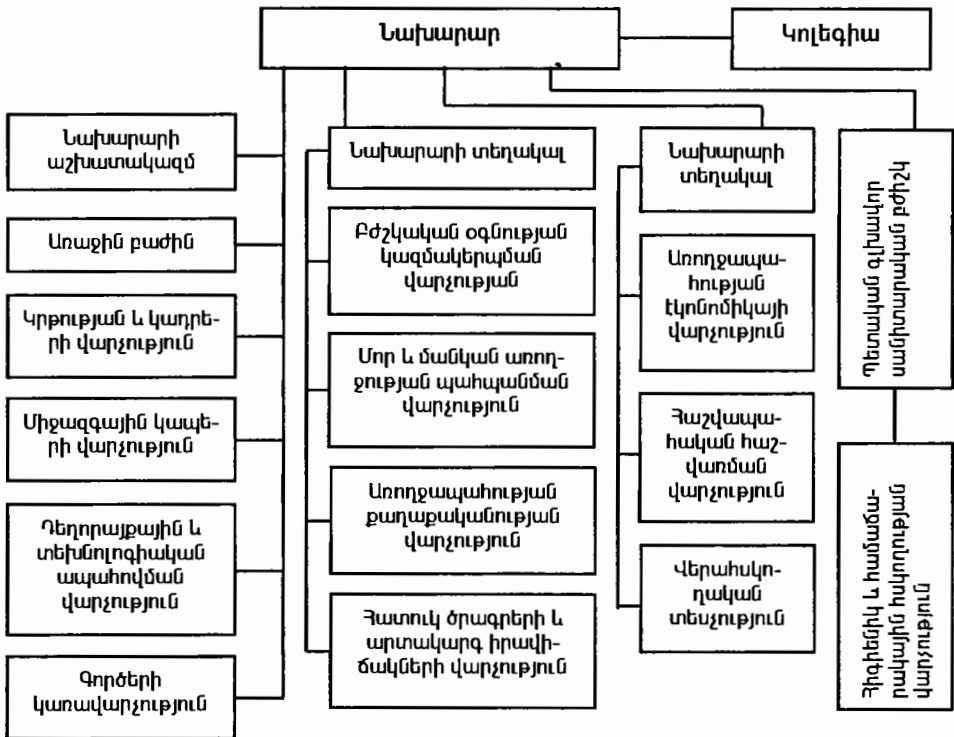 Նախարար
Կոլեգիա
Նախարարի
աշխատակազմ
Առաջին բաժին
Կրթության և կադրե-
րի վարչություն
Միջազգային կապե-
րի վարչություն
Դեղորայքային և
տեխնոլոգիական
ապահովման
վարչություն
Գործերի
կառավարչություն
Նախարարի տեղակալ
Բժշկական օգնության
կազմակերպման
վարչության
Մոր և մանկան առող-
ջության պահպանման
վարչություն
Առողջապահության
քաղաքականության
վարչություն
Հատուկ ծրագրերի և
արտակարգ իրավի-
ճակների վարչություն
Նախարարի
տեղակալ
Առողջապա-
հության
էկոնոմիկայի
վարչություն
Հաշվապա-
հական հաշ-
վառման
վարչություն
Վերահսկո-
ղական
տեսչություն
Պետական գլխավոր
սանիտարական բժիշկ
Հիգիենիկ և համաճա-
րակային հսկողության
վարչություն